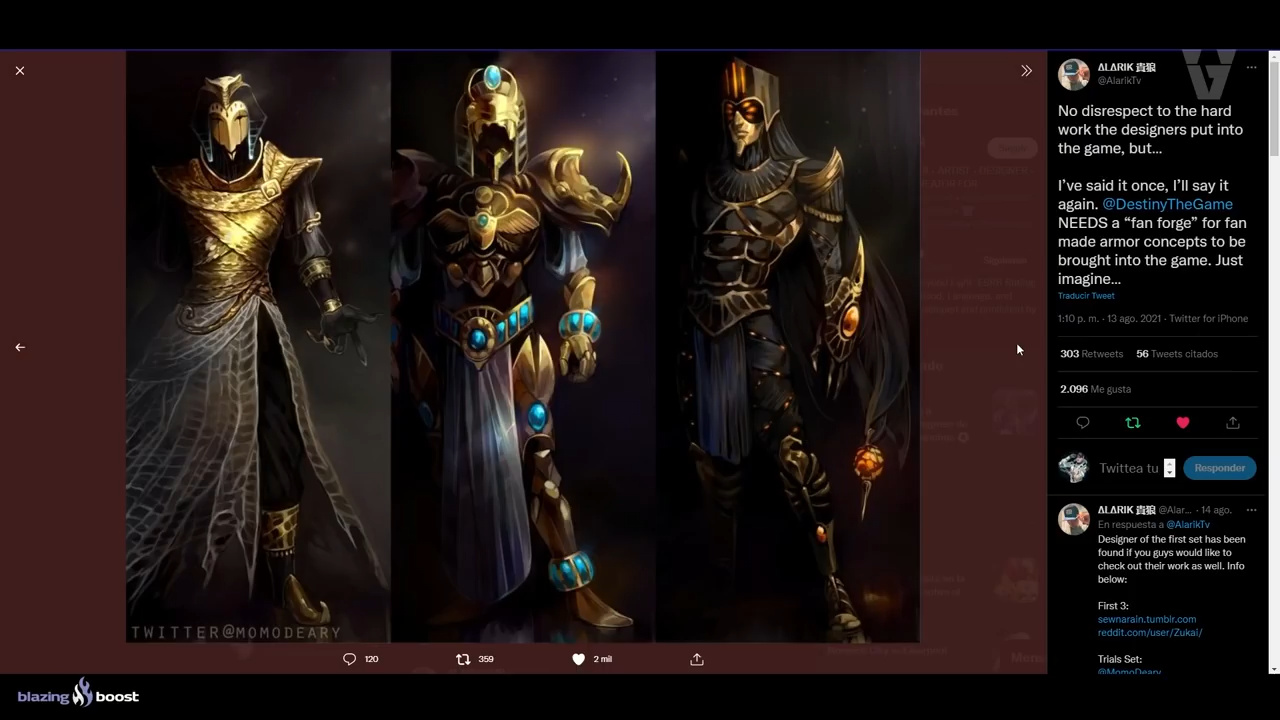 ΔLΔRIK 貴狼
@AlarikTv
No disrespect to the hard
work the designers put into
the game, but...
I've said it once, I'll say it
again. @DestinyTheGame
NEEDS a “fan forge” for fan
made armor concepts to be
brought into the game. Just
imagine...
Traducir Tweet
1:10 p. m. · 13 ago. 2021 · Twitter for iPhone
303 Retweets 56 Tweets citados
2.096 Me gusta
Twittea tu
Responder
ΔLΔRIK 貴狼 @Alar... · 14 ago.
En respuesta a @AlarikTv
Designer of the first set has been
found if you guys would like to
check out their work as well. Info
below:
First 3:
sewnarain.tumblr.com
reddit.com/user/Zukai/
Trials Set:
@MomoDeary
TWITTER@MOMODEARY
120 359 2 mil
blazing boost